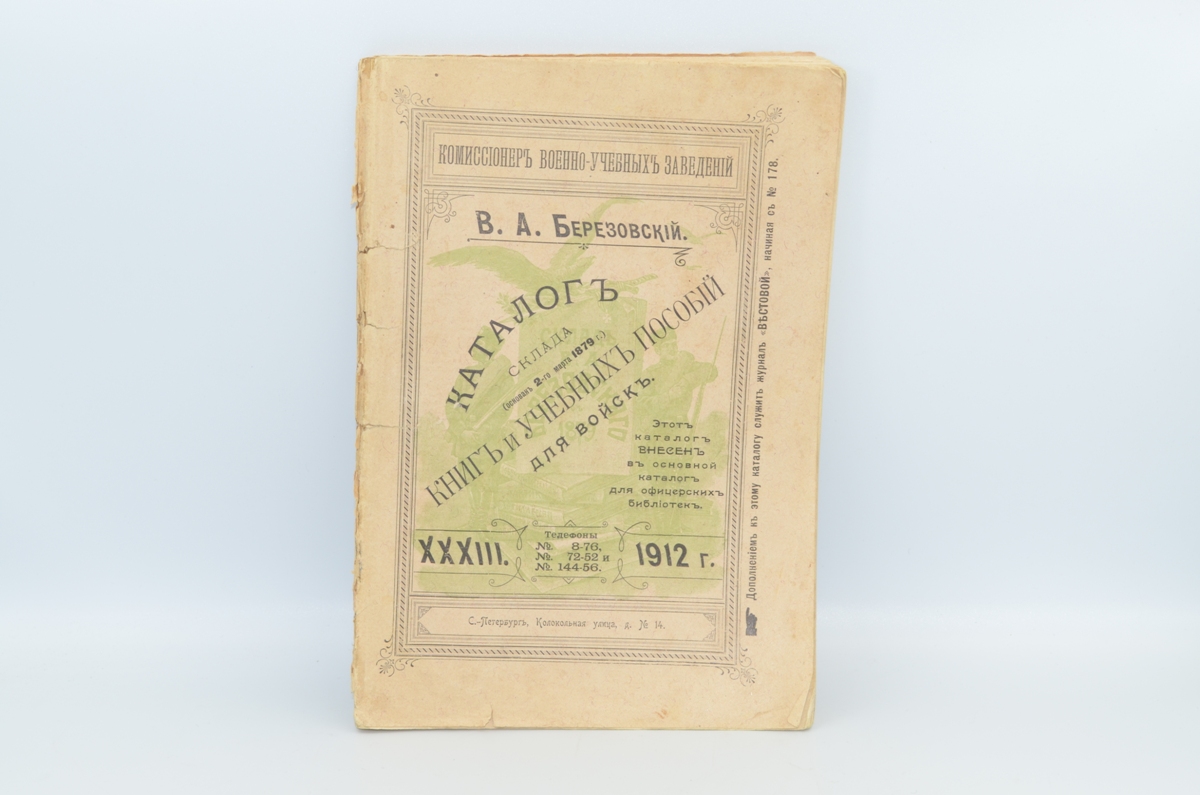 КОМИССІОНЕРЪ ВОЕННО-УЧЕБНЫХЪ ЗАВЕДЕНІЙ
В. А. БЕРЕЗОВСКІЙ.
КАТАЛОГЪ
СКЛАДА
(основанъ 2-го марта 1879 г.)
КНИГЪ и УЧЕБНЫХЪ ПОСОБІЙ
ДЛЯ ВОЙСКЪ.
Этотъ
каталогъ
ВНЕСЕНЪ
въ основной
каталогъ
для офицерскихъ
библіотекъ.
XXXIII.
Телефоны
№. 8-76,
№. 72-52 и
№. 144-56.
1912 г.
С.-Петербургъ, Колокольная улица, д. № 14.
Дополненіемъ къ этому каталогу служитъ журналъ «ВѢСТОВОЙ», начиная съ № 178.